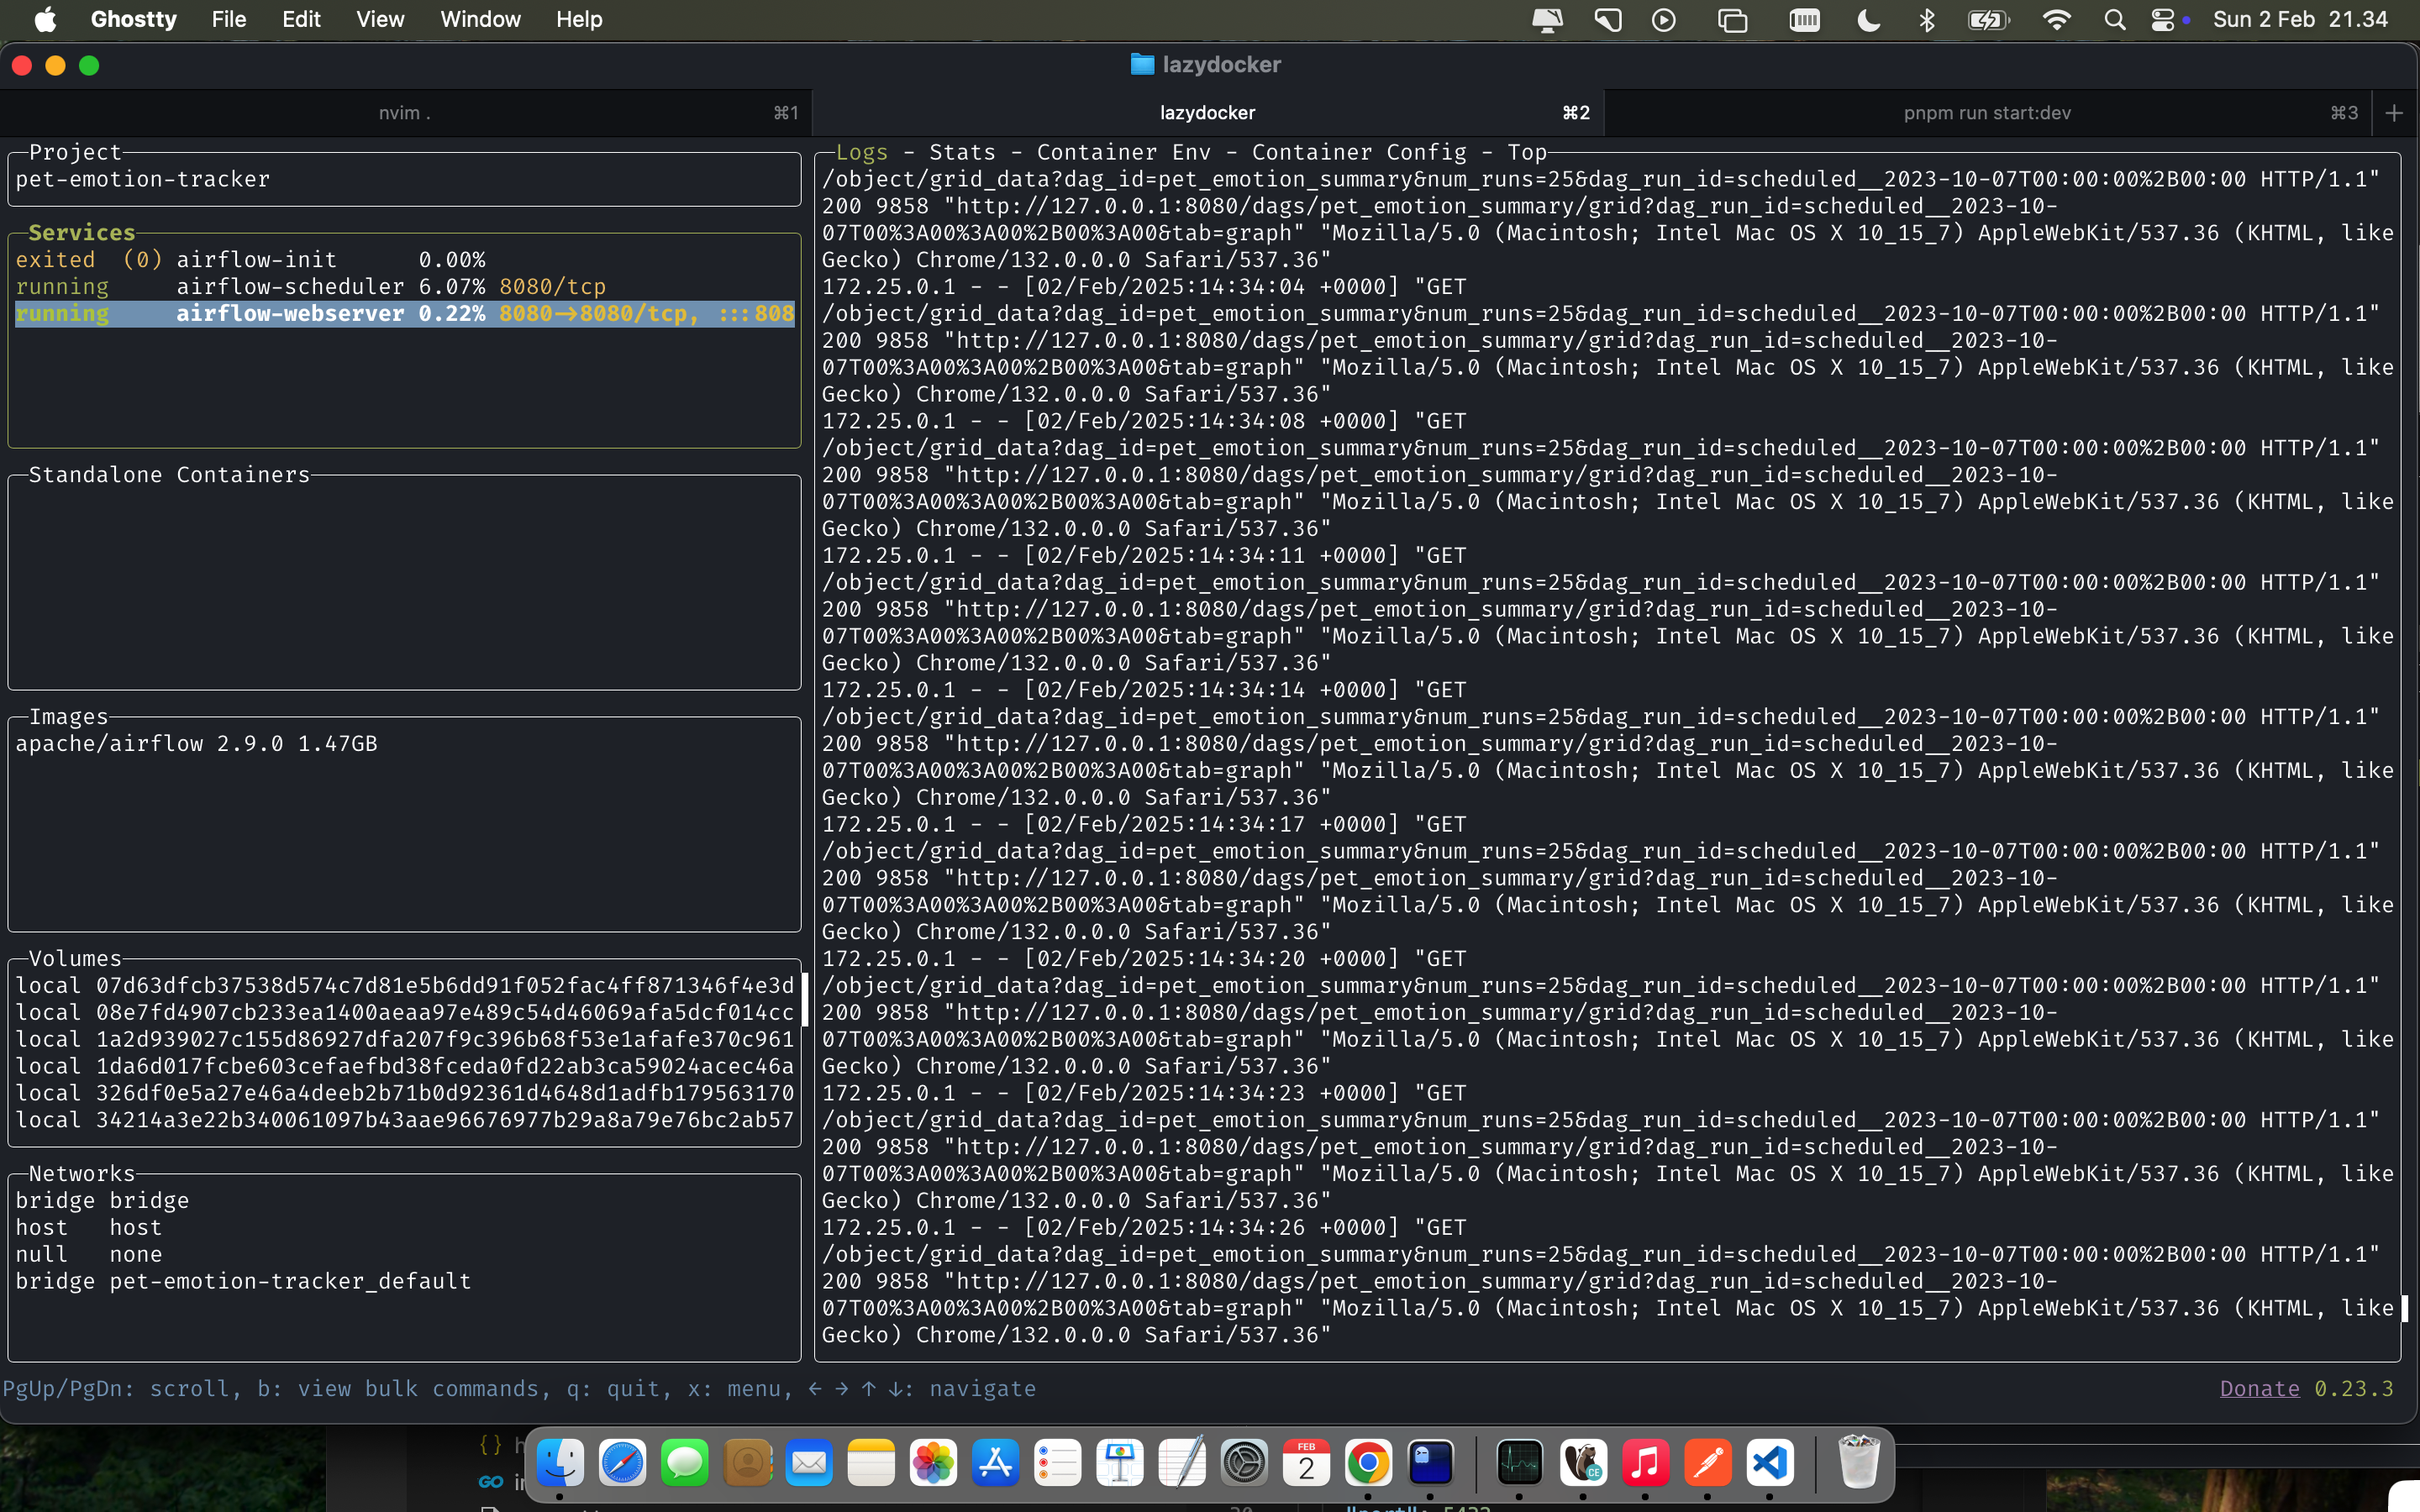 Ghostty File Edit View Window Help Sun 2 Feb 21.34
lazydocker
nvim . ⌘1 lazydocker ⌘2 pnpm run start:dev ⌘3 +
Project
pet-emotion-tracker
Services
exited (0) airflow-init 0.00%
running airflow-scheduler 6.07% 8080/tcp
running airflow-webserver 0.22% 8080→8080/tcp, :::808
Standalone Containers
Images
apache/airflow 2.9.0 1.47GB
Volumes
local 07d63dfcb37538d574c7d81e5b6dd91f052fac4ff871346f4e3d
local 08e7fd4907cb233ea1400aeaa97e489c54d46069afa5dcf014cc
local 1a2d939027c155d86927dfa207f9c396b68f53e1afafe370c961
local 1da6d017fcbe603cefaefbd38fceda0fd22ab3ca59024acec46a
local 326df0e5a27e46a4deeb2b71b0d92361d4648d1adfb179563170
local 34214a3e22b340061097b43aae96676977b29a8a79e76bc2ab57
Networks
bridge bridge
host host
null none
bridge pet-emotion-tracker_default
Logs - Stats - Container Env - Container Config - Top
/object/grid_data?dag_id=pet_emotion_summary&num_runs=25&dag_run_id=scheduled__2023-10-07T00:00:00%2B00:00 HTTP/1.1"
200 9858 "http://127.0.0.1:8080/dags/pet_emotion_summary/grid?dag_run_id=scheduled__2023-10-
07T00%3A00%3A00%2B00%3A00&tab=graph" "Mozilla/5.0 (Macintosh; Intel Mac OS X 10_15_7) AppleWebKit/537.36 (KHTML, like
Gecko) Chrome/132.0.0.0 Safari/537.36"
172.25.0.1 - - [02/Feb/2025:14:34:04 +0000] "GET
/object/grid_data?dag_id=pet_emotion_summary&num_runs=25&dag_run_id=scheduled__2023-10-07T00:00:00%2B00:00 HTTP/1.1"
200 9858 "http://127.0.0.1:8080/dags/pet_emotion_summary/grid?dag_run_id=scheduled__2023-10-
07T00%3A00%3A00%2B00%3A00&tab=graph" "Mozilla/5.0 (Macintosh; Intel Mac OS X 10_15_7) AppleWebKit/537.36 (KHTML, like
Gecko) Chrome/132.0.0.0 Safari/537.36"
172.25.0.1 - - [02/Feb/2025:14:34:08 +0000] "GET
/object/grid_data?dag_id=pet_emotion_summary&num_runs=25&dag_run_id=scheduled__2023-10-07T00:00:00%2B00:00 HTTP/1.1"
200 9858 "http://127.0.0.1:8080/dags/pet_emotion_summary/grid?dag_run_id=scheduled__2023-10-
07T00%3A00%3A00%2B00%3A00&tab=graph" "Mozilla/5.0 (Macintosh; Intel Mac OS X 10_15_7) AppleWebKit/537.36 (KHTML, like
Gecko) Chrome/132.0.0.0 Safari/537.36"
172.25.0.1 - - [02/Feb/2025:14:34:11 +0000] "GET
/object/grid_data?dag_id=pet_emotion_summary&num_runs=25&dag_run_id=scheduled__2023-10-07T00:00:00%2B00:00 HTTP/1.1"
200 9858 "http://127.0.0.1:8080/dags/pet_emotion_summary/grid?dag_run_id=scheduled__2023-10-
07T00%3A00%3A00%2B00%3A00&tab=graph" "Mozilla/5.0 (Macintosh; Intel Mac OS X 10_15_7) AppleWebKit/537.36 (KHTML, like
Gecko) Chrome/132.0.0.0 Safari/537.36"
172.25.0.1 - - [02/Feb/2025:14:34:14 +0000] "GET
/object/grid_data?dag_id=pet_emotion_summary&num_runs=25&dag_run_id=scheduled__2023-10-07T00:00:00%2B00:00 HTTP/1.1"
200 9858 "http://127.0.0.1:8080/dags/pet_emotion_summary/grid?dag_run_id=scheduled__2023-10-
07T00%3A00%3A00%2B00%3A00&tab=graph" "Mozilla/5.0 (Macintosh; Intel Mac OS X 10_15_7) AppleWebKit/537.36 (KHTML, like
Gecko) Chrome/132.0.0.0 Safari/537.36"
172.25.0.1 - - [02/Feb/2025:14:34:17 +0000] "GET
/object/grid_data?dag_id=pet_emotion_summary&num_runs=25&dag_run_id=scheduled__2023-10-07T00:00:00%2B00:00 HTTP/1.1"
200 9858 "http://127.0.0.1:8080/dags/pet_emotion_summary/grid?dag_run_id=scheduled__2023-10-
07T00%3A00%3A00%2B00%3A00&tab=graph" "Mozilla/5.0 (Macintosh; Intel Mac OS X 10_15_7) AppleWebKit/537.36 (KHTML, like
Gecko) Chrome/132.0.0.0 Safari/537.36"
172.25.0.1 - - [02/Feb/2025:14:34:20 +0000] "GET
/object/grid_data?dag_id=pet_emotion_summary&num_runs=25&dag_run_id=scheduled__2023-10-07T00:00:00%2B00:00 HTTP/1.1"
200 9858 "http://127.0.0.1:8080/dags/pet_emotion_summary/grid?dag_run_id=scheduled__2023-10-
07T00%3A00%3A00%2B00%3A00&tab=graph" "Mozilla/5.0 (Macintosh; Intel Mac OS X 10_15_7) AppleWebKit/537.36 (KHTML, like
Gecko) Chrome/132.0.0.0 Safari/537.36"
172.25.0.1 - - [02/Feb/2025:14:34:23 +0000] "GET
/object/grid_data?dag_id=pet_emotion_summary&num_runs=25&dag_run_id=scheduled__2023-10-07T00:00:00%2B00:00 HTTP/1.1"
200 9858 "http://127.0.0.1:8080/dags/pet_emotion_summary/grid?dag_run_id=scheduled__2023-10-
07T00%3A00%3A00%2B00%3A00&tab=graph" "Mozilla/5.0 (Macintosh; Intel Mac OS X 10_15_7) AppleWebKit/537.36 (KHTML, like
Gecko) Chrome/132.0.0.0 Safari/537.36"
172.25.0.1 - - [02/Feb/2025:14:34:26 +0000] "GET
/object/grid_data?dag_id=pet_emotion_summary&num_runs=25&dag_run_id=scheduled__2023-10-07T00:00:00%2B00:00 HTTP/1.1"
200 9858 "http://127.0.0.1:8080/dags/pet_emotion_summary/grid?dag_run_id=scheduled__2023-10-
07T00%3A00%3A00%2B00%3A00&tab=graph" "Mozilla/5.0 (Macintosh; Intel Mac OS X 10_15_7) AppleWebKit/537.36 (KHTML, like
Gecko) Chrome/132.0.0.0 Safari/537.36"
PgUp/PgDn: scroll, b: view bulk commands, q: quit, x: menu, ← → ↑ ↓: navigate Donate 0.23.3
FEB
2
CE